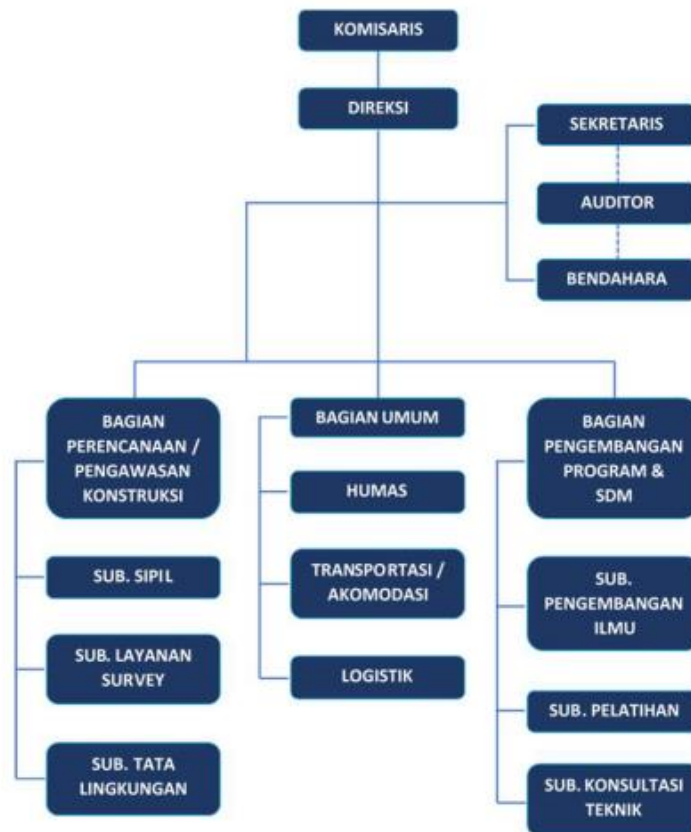 KOMISARIS
DIREKSI
SEKRETARIS
AUDITOR
BENDAHARA
BAGIAN
PERENCANAAN /
PENGAWASAN
KONSTRUKSI
SUB. SIPIL
SUB. LAYANAN
SURVEY
SUB. TATA
LINGKUNGAN
BAGIAN UMUM
HUMAS
TRANSPORTASI /
AKOMODASI
LOGISTIK
BAGIAN
PENGEMBANGAN
PROGRAM &
SDM
SUB.
PENGEMBANGAN
ILMU
SUB. PELATIHAN
SUB. KONSULTASI
TEKNIK